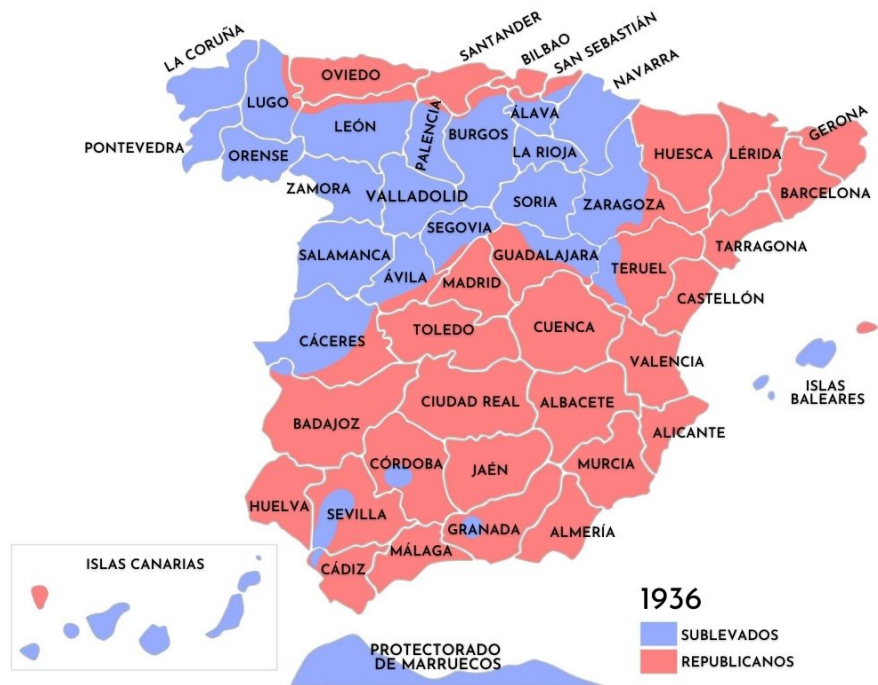 LA CORUÑA
LUGO
OVIEDO
SANTANDER
BILBAO
SAN SEBASTIÁN
NAVARRA
PONTEVEDRA
ORENSE
LEÓN
PALENCIA
BURGOS
ÁLAVA
LA RIOJA
HUESCA
LÉRIDA
GERONA
ZAMORA
VALLADOLID
SORIA
ZARAGOZA
BARCELONA
SEGOVIA
SALAMANCA
ÁVILA
GUADALAJARA
MADRID
TERUEL
TARRAGONA
CASTELLÓN
CÁCERES
TOLEDO
CUENCA
VALENCIA
ISLAS
BALEARES
BADAJOZ
CIUDAD REAL
ALBACETE
ALICANTE
CÓRDOBA
JAÉN
MURCIA
HUELVA
SEVILLA
GRANADA
ALMERÍA
CÁDIZ
MÁLAGA
ISLAS CANARIAS
PROTECTORADO
DE MARRUECOS
1936
SUBLEVADOS
REPUBLICANOS